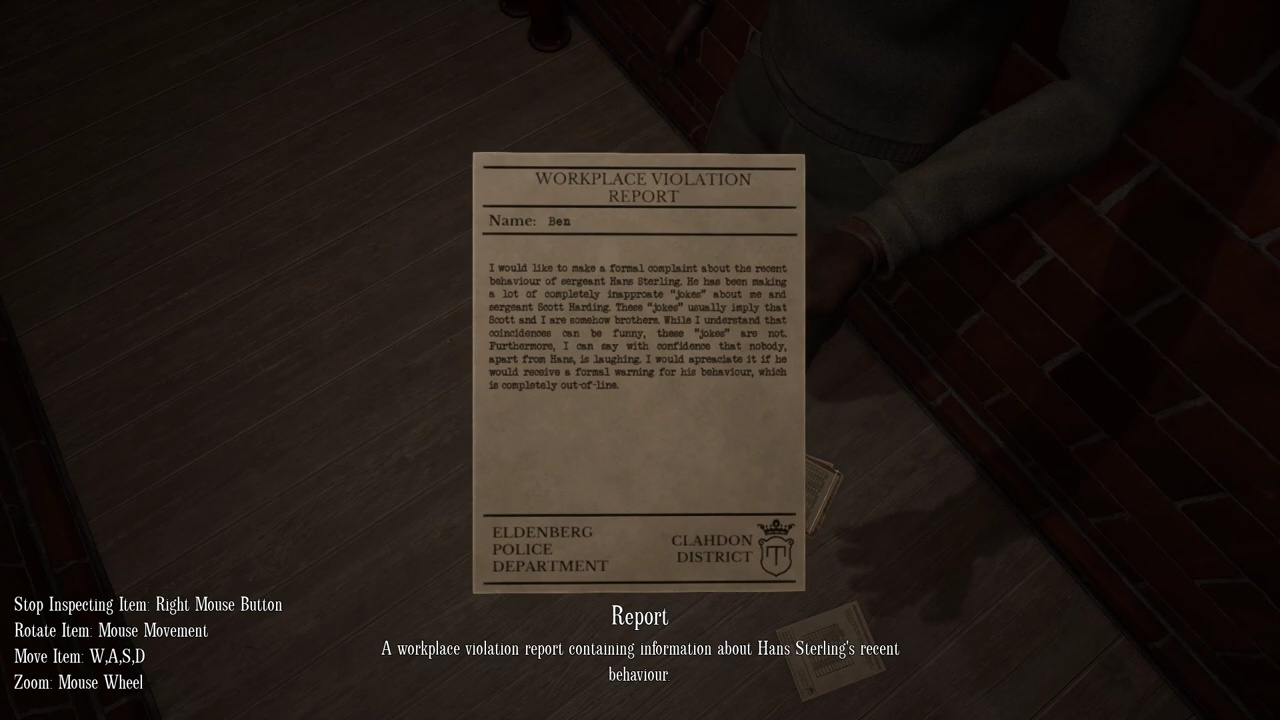 WORKPLACE VIOLATION
REPORT
Name: Ben
I would like to make a formal complaint about the recent
behaviour of sergeant Hans Sterling. He has been making
a lot of completely inapproate "jokes" about me and
sergeant Scott Harding. These "jokes" usually imply that
Scott and I are somehow brothers. While I understand that
coincidences can be funny, these "jokes" are not.
Furthermore, I can say with confidence that nobody,
apart from Hans, is laughing. I would apreaciate it if he
would receive a formal warning for his behaviour, which
is completely out-of-line.
ELDENBERG
POLICE
DEPARTMENT
CLAHDON
DISTRICT
Stop Inspecting Item: Right Mouse Button
Rotate Item: Mouse Movement
Move Item: W,A,S,D
Zoom: Mouse Wheel
Report
A workplace violation report containing information about Hans Sterling's recent
behaviour.